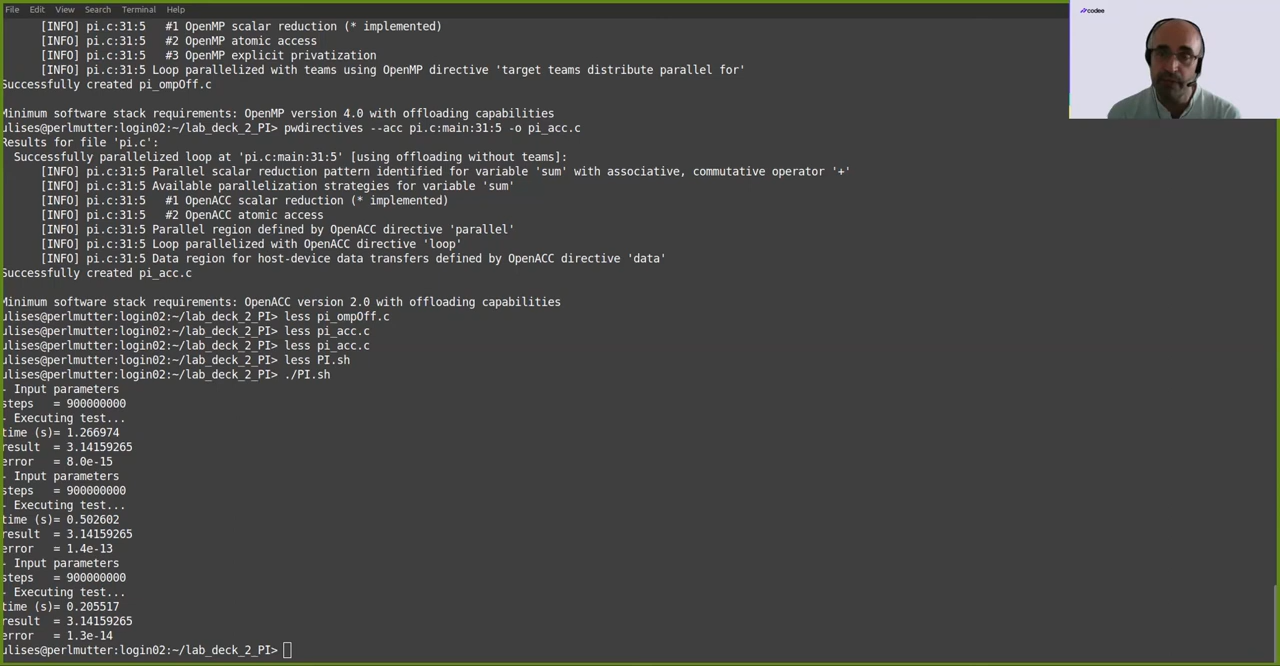 File Edit View Search Terminal Help
codee
[INFO] pi.c:31:5 #1 OpenMP scalar reduction (* implemented)
[INFO] pi.c:31:5 #2 OpenMP atomic access
[INFO] pi.c:31:5 #3 OpenMP explicit privatization
[INFO] pi.c:31:5 Loop parallelized with teams using OpenMP directive 'target teams distribute parallel for'
Successfully created pi_ompOff.c
Minimum software stack requirements: OpenMP version 4.0 with offloading capabilities
ulises@perlmutter:login02:~/lab_deck_2_PI> pwdirectives --acc pi.c:main:31:5 -o pi_acc.c
Results for file 'pi.c':
Successfully parallelized loop at 'pi.c:main:31:5' [using offloading without teams]:
[INFO] pi.c:31:5 Parallel scalar reduction pattern identified for variable 'sum' with associative, commutative operator '+'
[INFO] pi.c:31:5 Available parallelization strategies for variable 'sum'
[INFO] pi.c:31:5 #1 OpenACC scalar reduction (* implemented)
[INFO] pi.c:31:5 #2 OpenACC atomic access
[INFO] pi.c:31:5 Parallel region defined by OpenACC directive 'parallel'
[INFO] pi.c:31:5 Loop parallelized with OpenACC directive 'loop'
[INFO] pi.c:31:5 Data region for host-device data transfers defined by OpenACC directive 'data'
Successfully created pi_acc.c
Minimum software stack requirements: OpenACC version 2.0 with offloading capabilities
ulises@perlmutter:login02:~/lab_deck_2_PI> less pi_ompOff.c
ulises@perlmutter:login02:~/lab_deck_2_PI> less pi_acc.c
ulises@perlmutter:login02:~/lab_deck_2_PI> less pi_acc.c
ulises@perlmutter:login02:~/lab_deck_2_PI> less PI.sh
ulises@perlmutter:login02:~/lab_deck_2_PI> ./PI.sh
- Input parameters
steps = 900000000
- Executing test...
time (s)= 1.266974
result = 3.14159265
error = 8.0e-15
- Input parameters
steps = 900000000
- Executing test...
time (s)= 0.502602
result = 3.14159265
error = 1.4e-13
- Input parameters
steps = 900000000
- Executing test...
time (s)= 0.205517
result = 3.14159265
error = 1.3e-14
ulises@perlmutter:login02:~/lab_deck_2_PI>